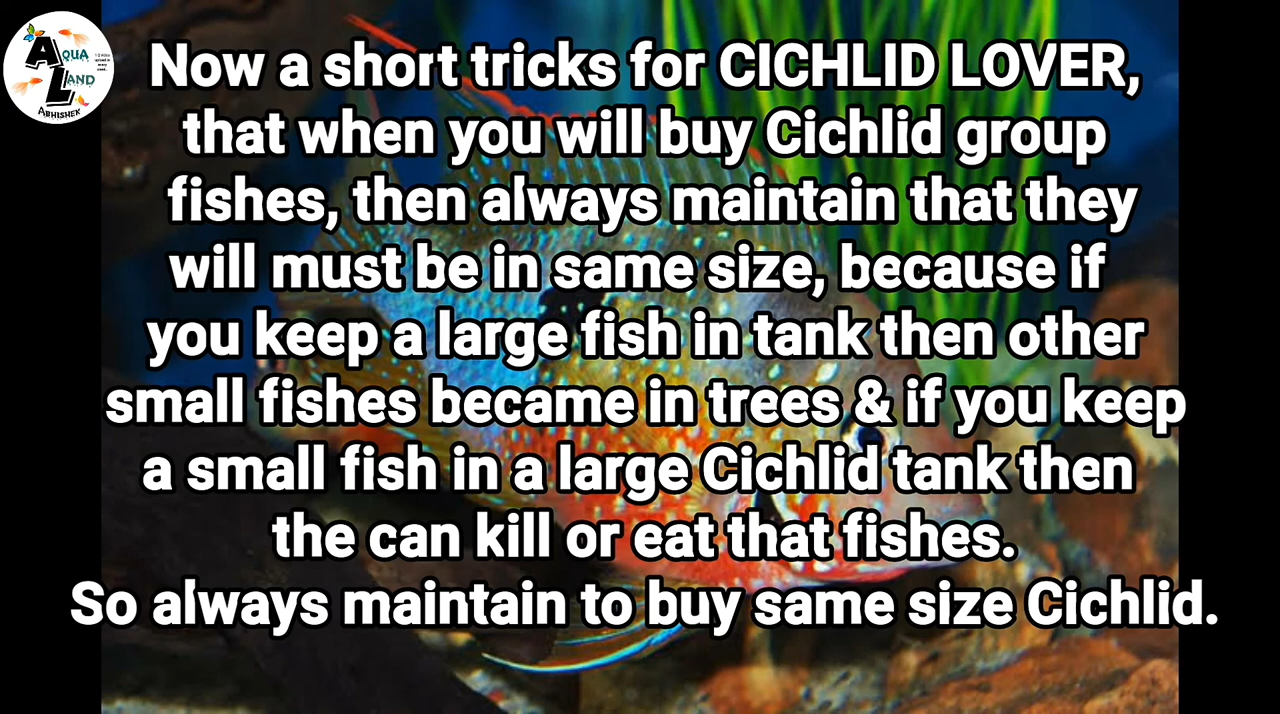 AQUA
LAND
ABHISHEK
Now a short tricks for CICHLID LOVER,
that when you will buy Cichlid group
fishes, then always maintain that they
will must be in same size, because if
you keep a large fish in tank then other
small fishes became in trees & if you keep
a small fish in a large Cichlid tank then
the can kill or eat that fishes.
So always maintain to buy same size Cichlid.